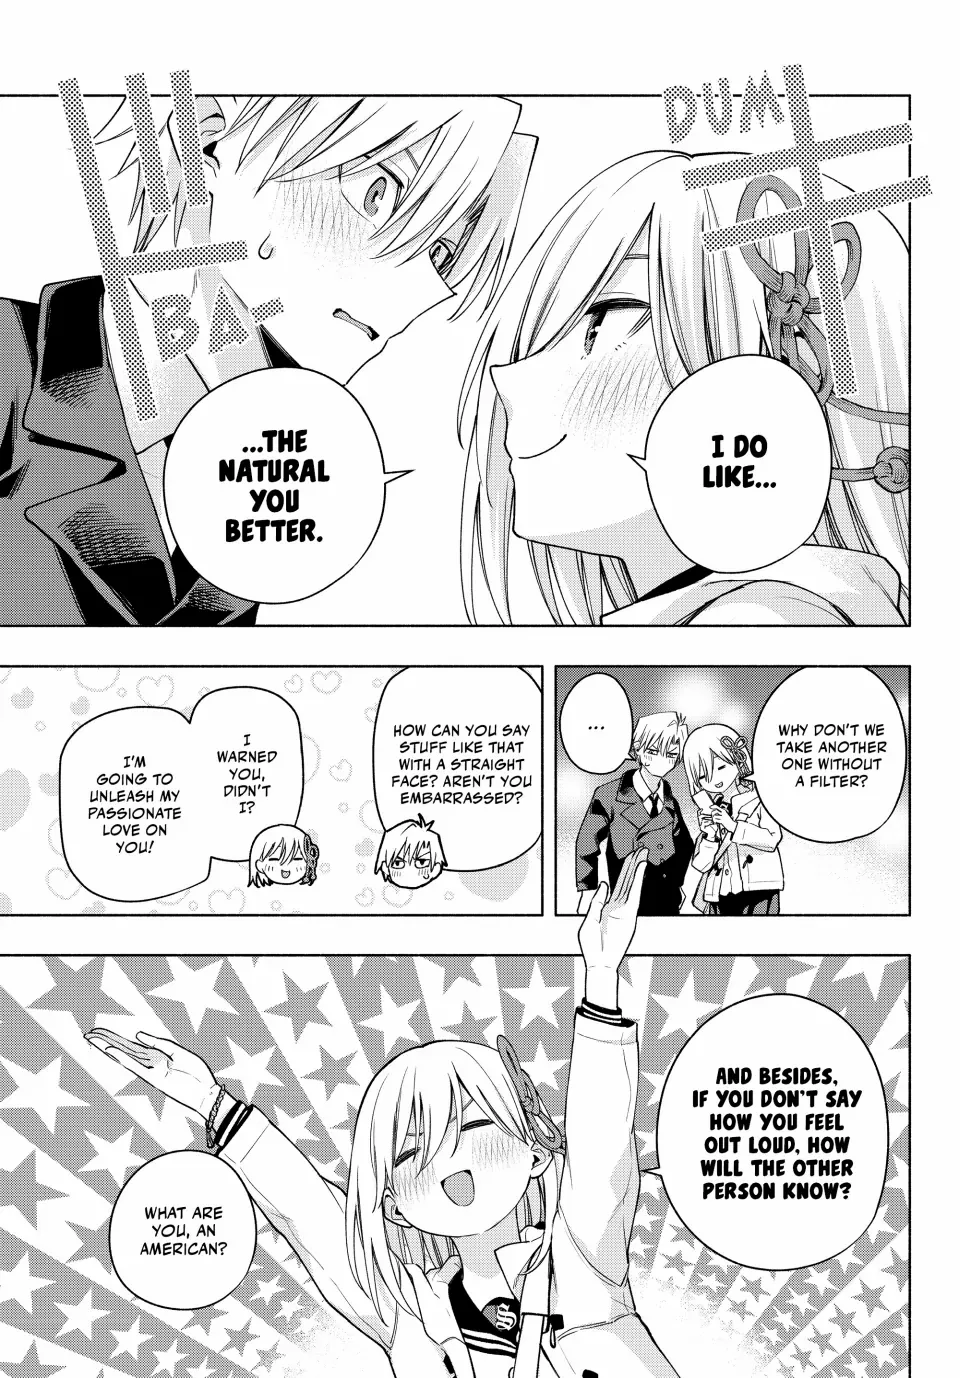 DUM
I DO
LIKE...
BA-
...THE
NATURAL
YOU
BETTER.
WHY DON'T WE
TAKE ANOTHER
ONE WITHOUT
A FILTER?
...
HOW CAN YOU SAY
STUFF LIKE THAT
WITH A STRAIGHT
FACE? AREN'T YOU
EMBARRASSED?
I
WARNED
YOU,
DIDN'T
I?
I'M
GOING TO
UNLEASH MY
PASSIONATE
LOVE ON
YOU!
AND BESIDES,
IF YOU DON'T SAY
HOW YOU FEEL
OUT LOUD, HOW
WILL THE OTHER
PERSON KNOW?
WHAT ARE
YOU, AN
AMERICAN?
S